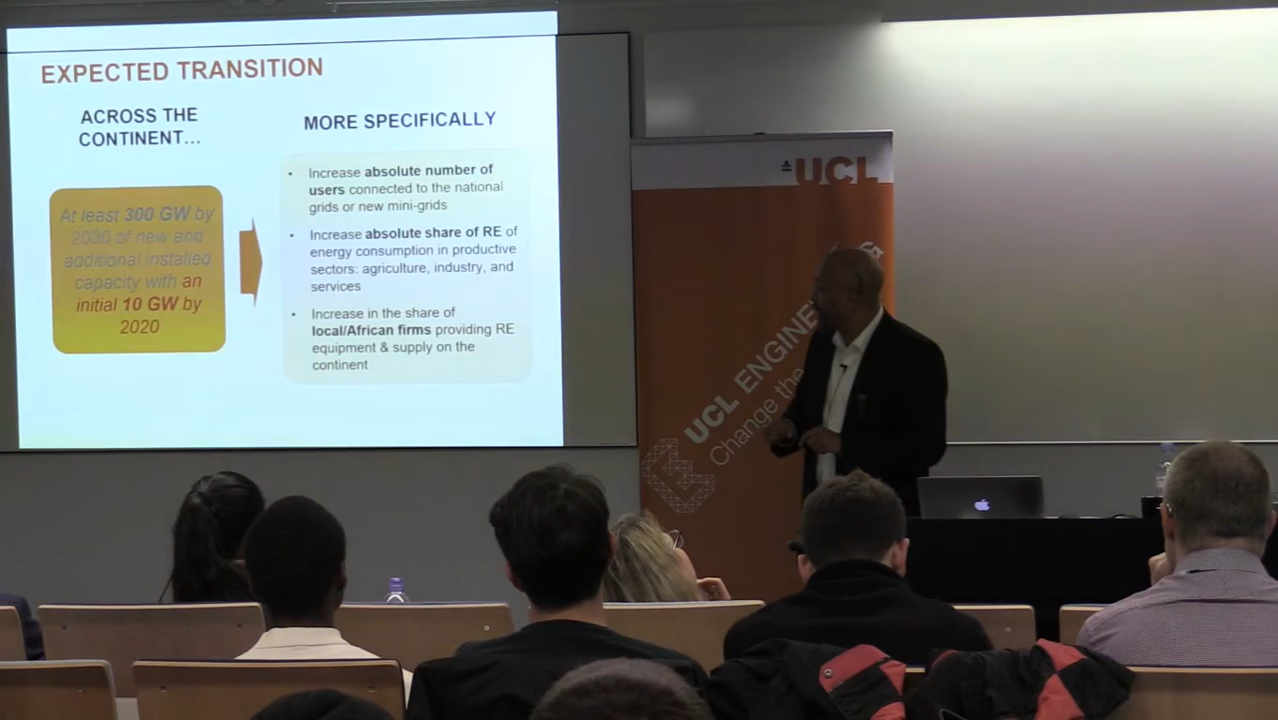 EXPECTED TRANSITION
ACROSS THE
CONTINENT...
At least 300 GW by
2030 of new and
additional installed
capacity with an
initial 10 GW by
2020
MORE SPECIFICALLY
• Increase absolute number of
users connected to the national
grids or new mini-grids
• Increase absolute share of RE of
energy consumption in productive
sectors: agriculture, industry, and
services
• Increase in the share of
local/African firms providing RE
equipment & supply on the
continent
UCL
UCL ENGINE
Change the